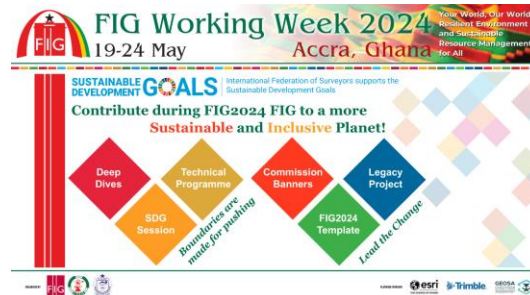 FIG
FIG Working Week 2024
19-24 May
Accra, Ghana
Your World, Our World:
Resilient Environment
and Sustainable
Resource Management
for All
SUSTAINABLE
DEVELOPMENT
GOALS
International Federation of Surveyors supports the
Sustainable Development Goals
Contribute during FIG2024 FIG to a more
Sustainable and Inclusive Planet!
Deep
Dives
Technical
Programme
Commission
Banners
Legacy
Project
SDG
Session
Boundaries are
made for pushing
FIG2024
Template
Lead the Change
FIG
esri
Trimble
GEOSA